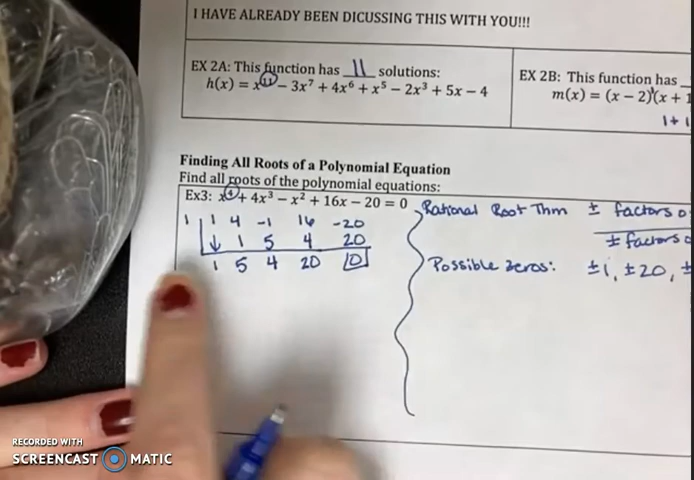 I HAVE ALREADY BEEN DICUSSING THIS WITH YOU!!!
EX 2A: This function has 11 solutions:
h(x) = x¹¹ − 3x⁷ + 4x⁶ + x⁵ − 2x³ + 5x − 4
EX 2B: This function has
m(x) = (x − 2)(x + 1
1 + 1
Finding All Roots of a Polynomial Equation
Find all roots of the polynomial equations:
Ex3: x⁴ + 4x³ − x² + 16x − 20 = 0
1 1 4 -1 16 -20
↓ 1 5 4 20
1 5 4 20 0
Rational Root Thm ± factors o
± factors
Possible zeros: ±1, ±20, ±
RECORDED WITH
SCREENCAST MATIC